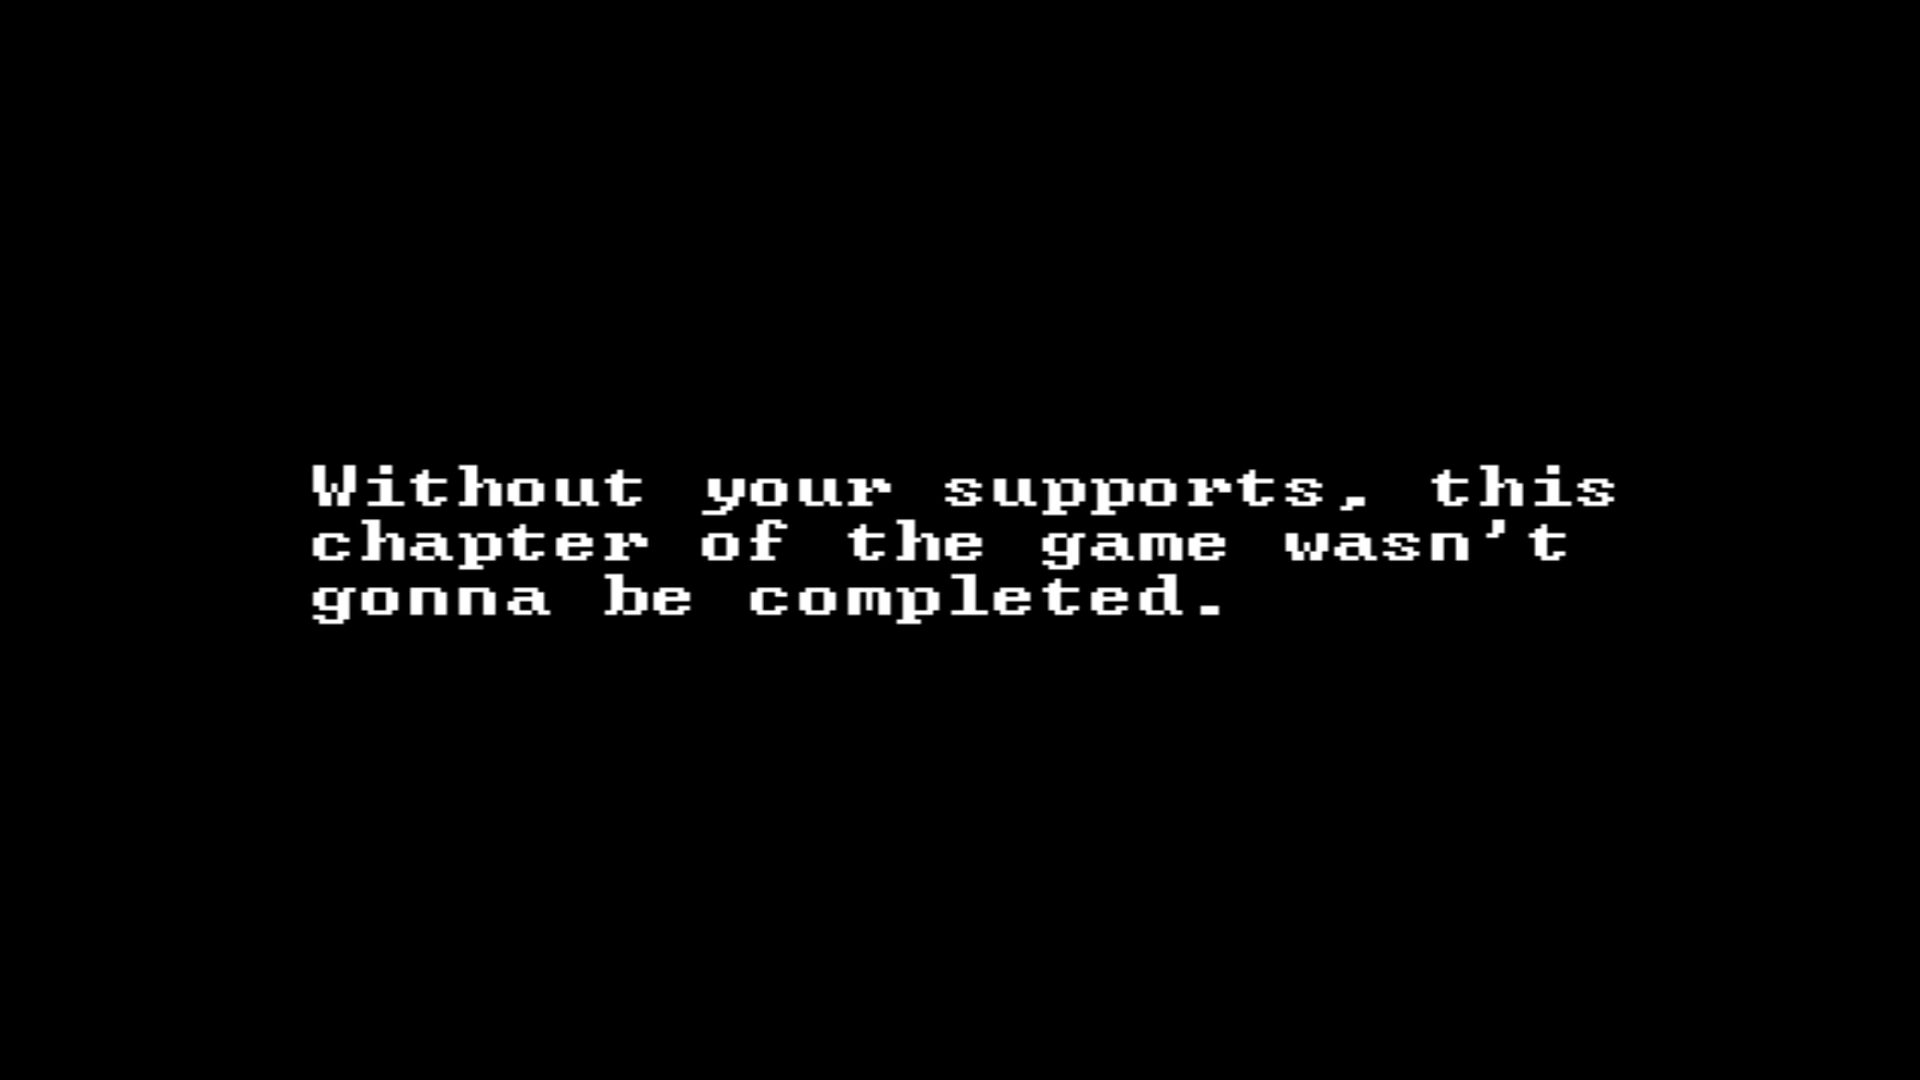 Without your supports, this
chapter of the game wasn't
gonna be completed.